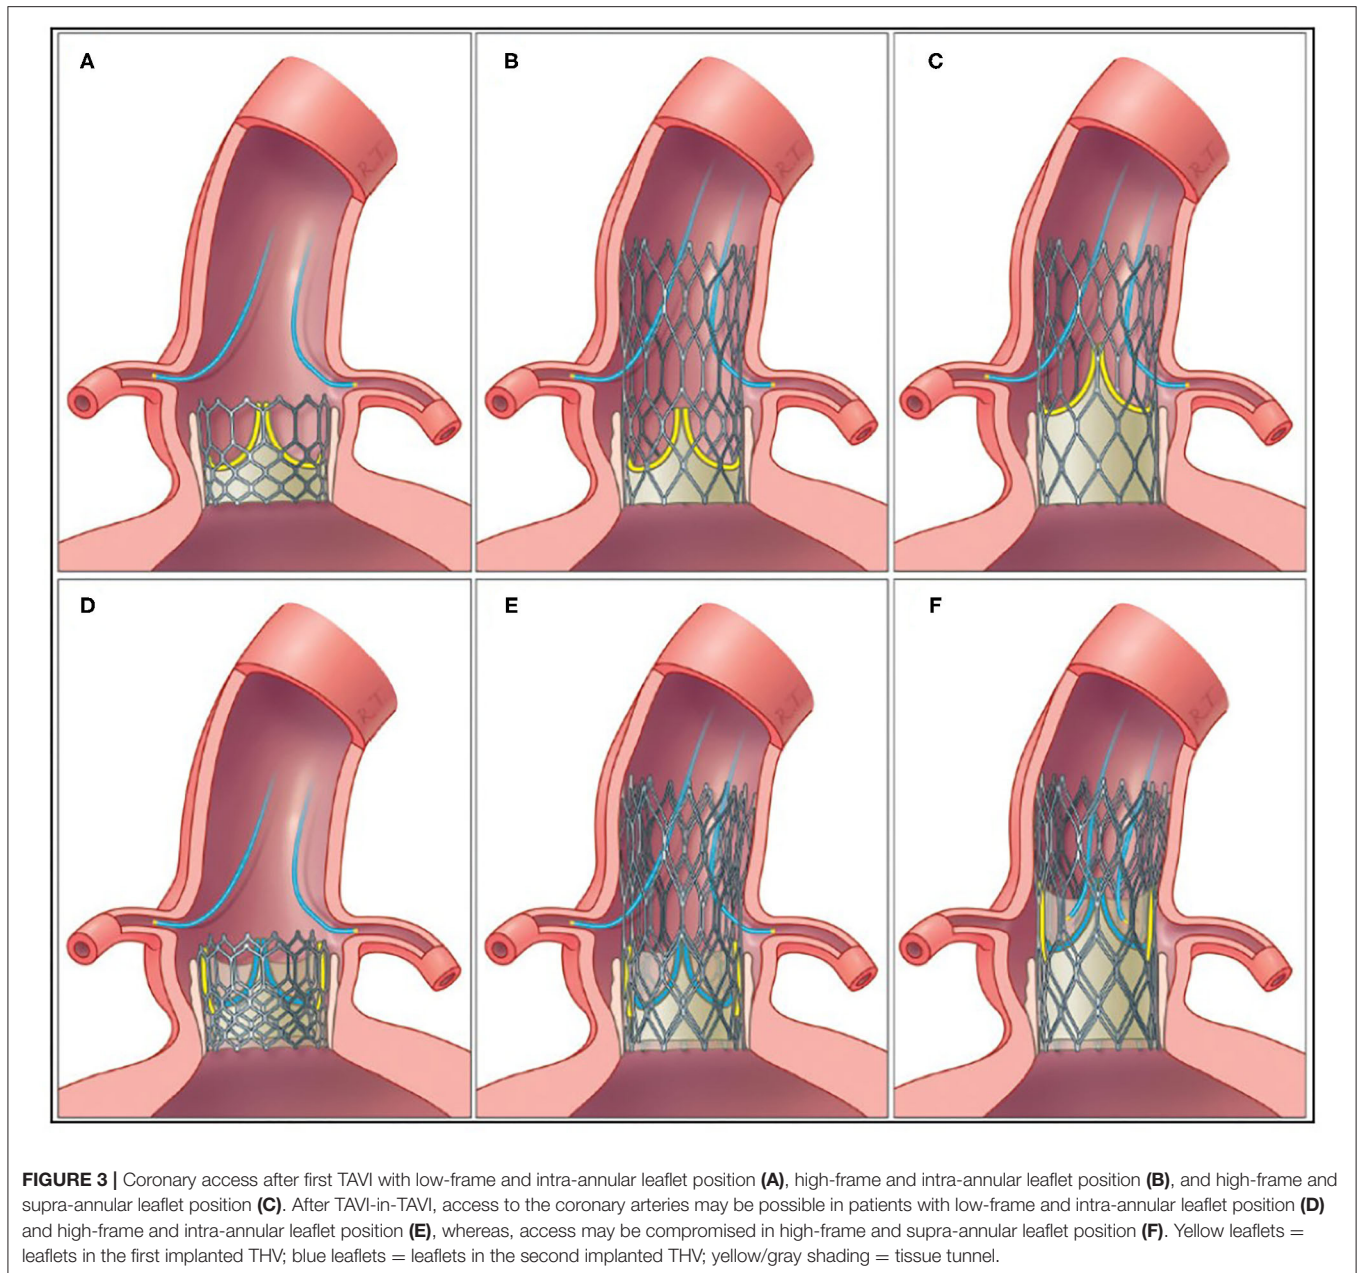 A
B
C
R.T.
R.T.
R.T.
D
E
F
R.T.
R.T.
R.T.
FIGURE 3 | Coronary access after first TAVI with low-frame and intra-annular leaflet position (A), high-frame and intra-annular leaflet position (B), and high-frame and
supra-annular leaflet position (C). After TAVI-in-TAVI, access to the coronary arteries may be possible in patients with low-frame and intra-annular leaflet position (D)
and high-frame and intra-annular leaflet position (E), whereas, access may be compromised in high-frame and supra-annular leaflet position (F). Yellow leaflets =
leaflets in the first implanted THV; blue leaflets = leaflets in the second implanted THV; yellow/gray shading = tissue tunnel.